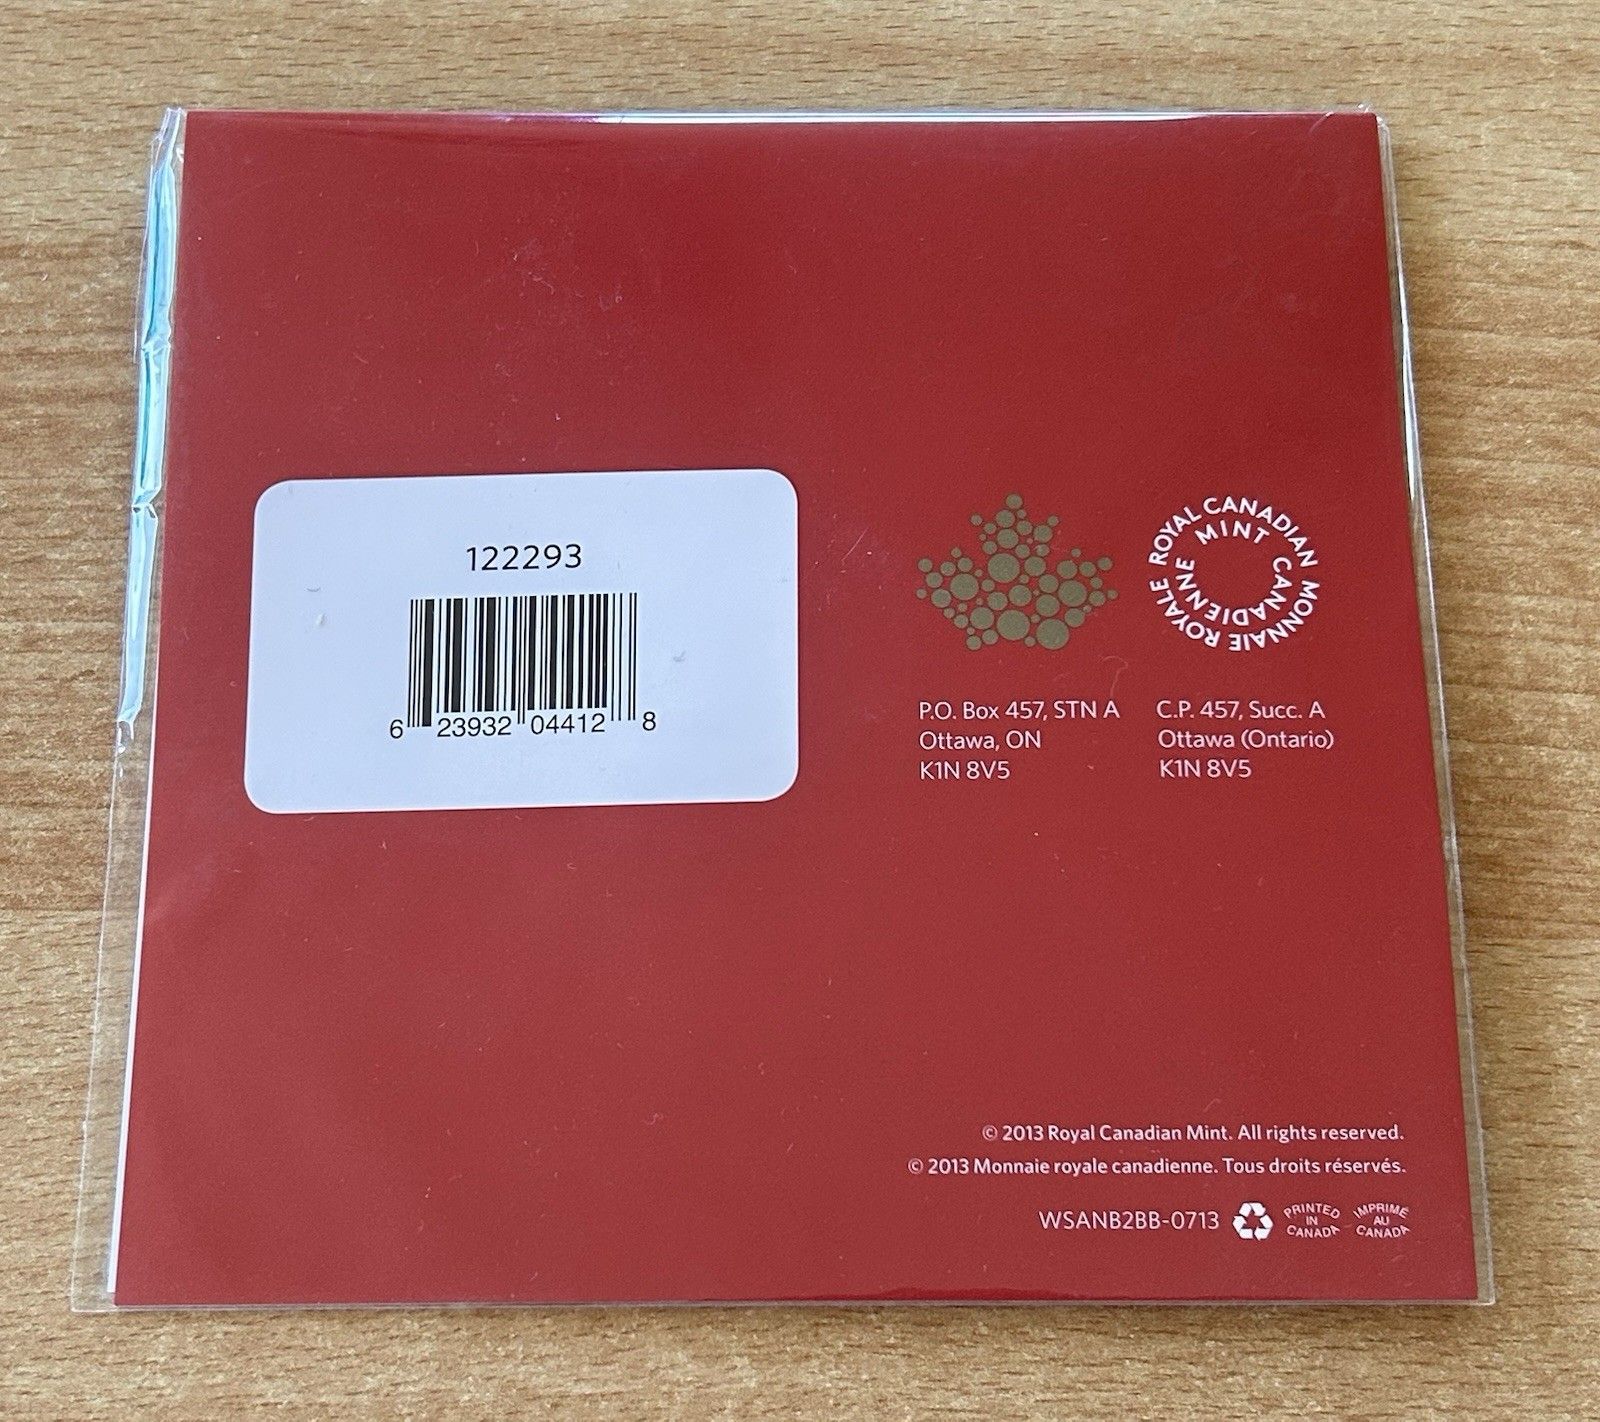 122293
6 23932 04412 8
ROYAL CANADIAN MINT
MONNAIE ROYALE CANADIENNE
P.O. Box 457, STN A
Ottawa, ON
K1N 8V5
C.P. 457, Succ. A
Ottawa (Ontario)
K1N 8V5
© 2013 Royal Canadian Mint. All rights reserved.
© 2013 Monnaie royale canadienne. Tous droits réservés.
WSANB2BB-0713
PRINTED
IN
CANADA
IMPRIMÉ
AU
CANADA